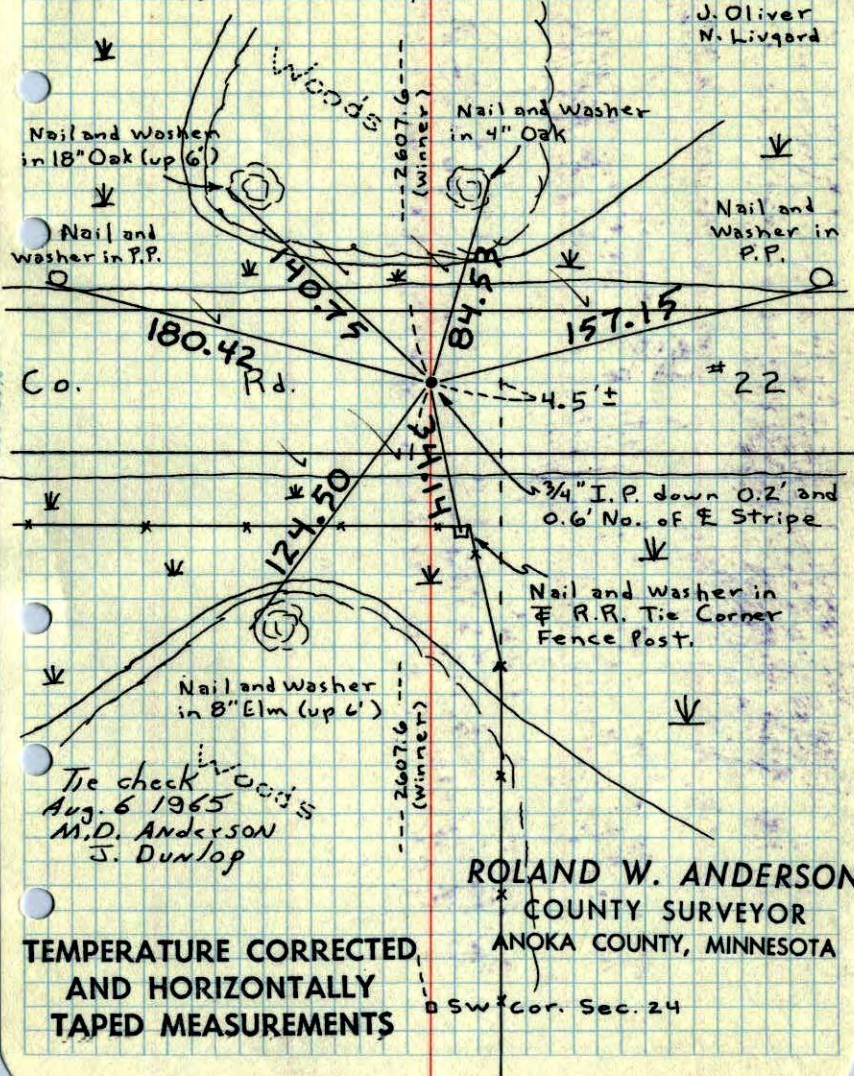 J. Oliver
N. Livgard
Woods
---- 2607.6 ----
(winner)
Nail and Washer
in 4" Oak
Nail and Washer
in 18" Oak (up 6')
Nail and
washer in P.P.
Nail and
Washer in
P.P.
140.75
84.53
180.42
157.15
Co. Rd. #22
4.5'±
34.14
124.50
3/4" I.P. down 0.2' and
0.6' No. of ℄ Stripe
Nail and Washer in
℄ R.R. Tie Corner
Fence Post.
Nail and Washer
in 8" Elm (up 6')
---- 2607.6 ----
(winner)
Woods
Tie check
Aug. 6 1965
M.D. Anderson
J. Dunlop
ROLAND W. ANDERSON
COUNTY SURVEYOR
ANOKA COUNTY, MINNESOTA
TEMPERATURE CORRECTED
AND HORIZONTALLY
TAPED MEASUREMENTS
SW Cor. Sec. 24